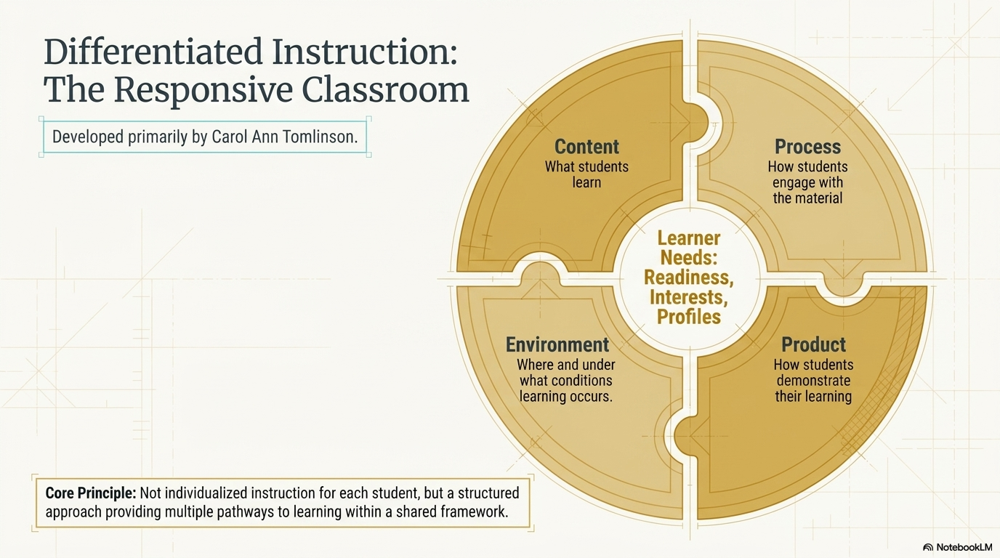 Differentiated Instruction:
The Responsive Classroom
Developed primarily by Carol Ann Tomlinson.
Content
What students
learn
Process
How students
engage with
the material
Learner
Needs:
Readiness,
Interests,
Profiles
Environment
Where and under
what conditions
learning occurs.
Product
How students
demonstrate
their learning
Core Principle: Not individualized instruction for each student, but a structured
approach providing multiple pathways to learning within a shared framework.
NotebookLM